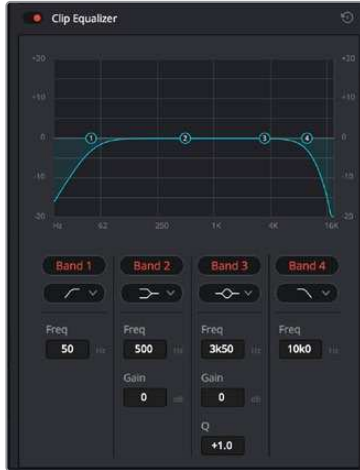 Clip Equalizer
+20 +20
+10 +10
0 0
-10 -10
-20 -20
Hz 62 250 1K 4K 16K
1 2 3 4
Band 1 Band 2 Band 3 Band 4
Freq Freq Freq Freq
50 Hz 500 Hz 3k50 Hz 10k0 Hz
Gain Gain
0 dB 0 dB
Q
+1.0